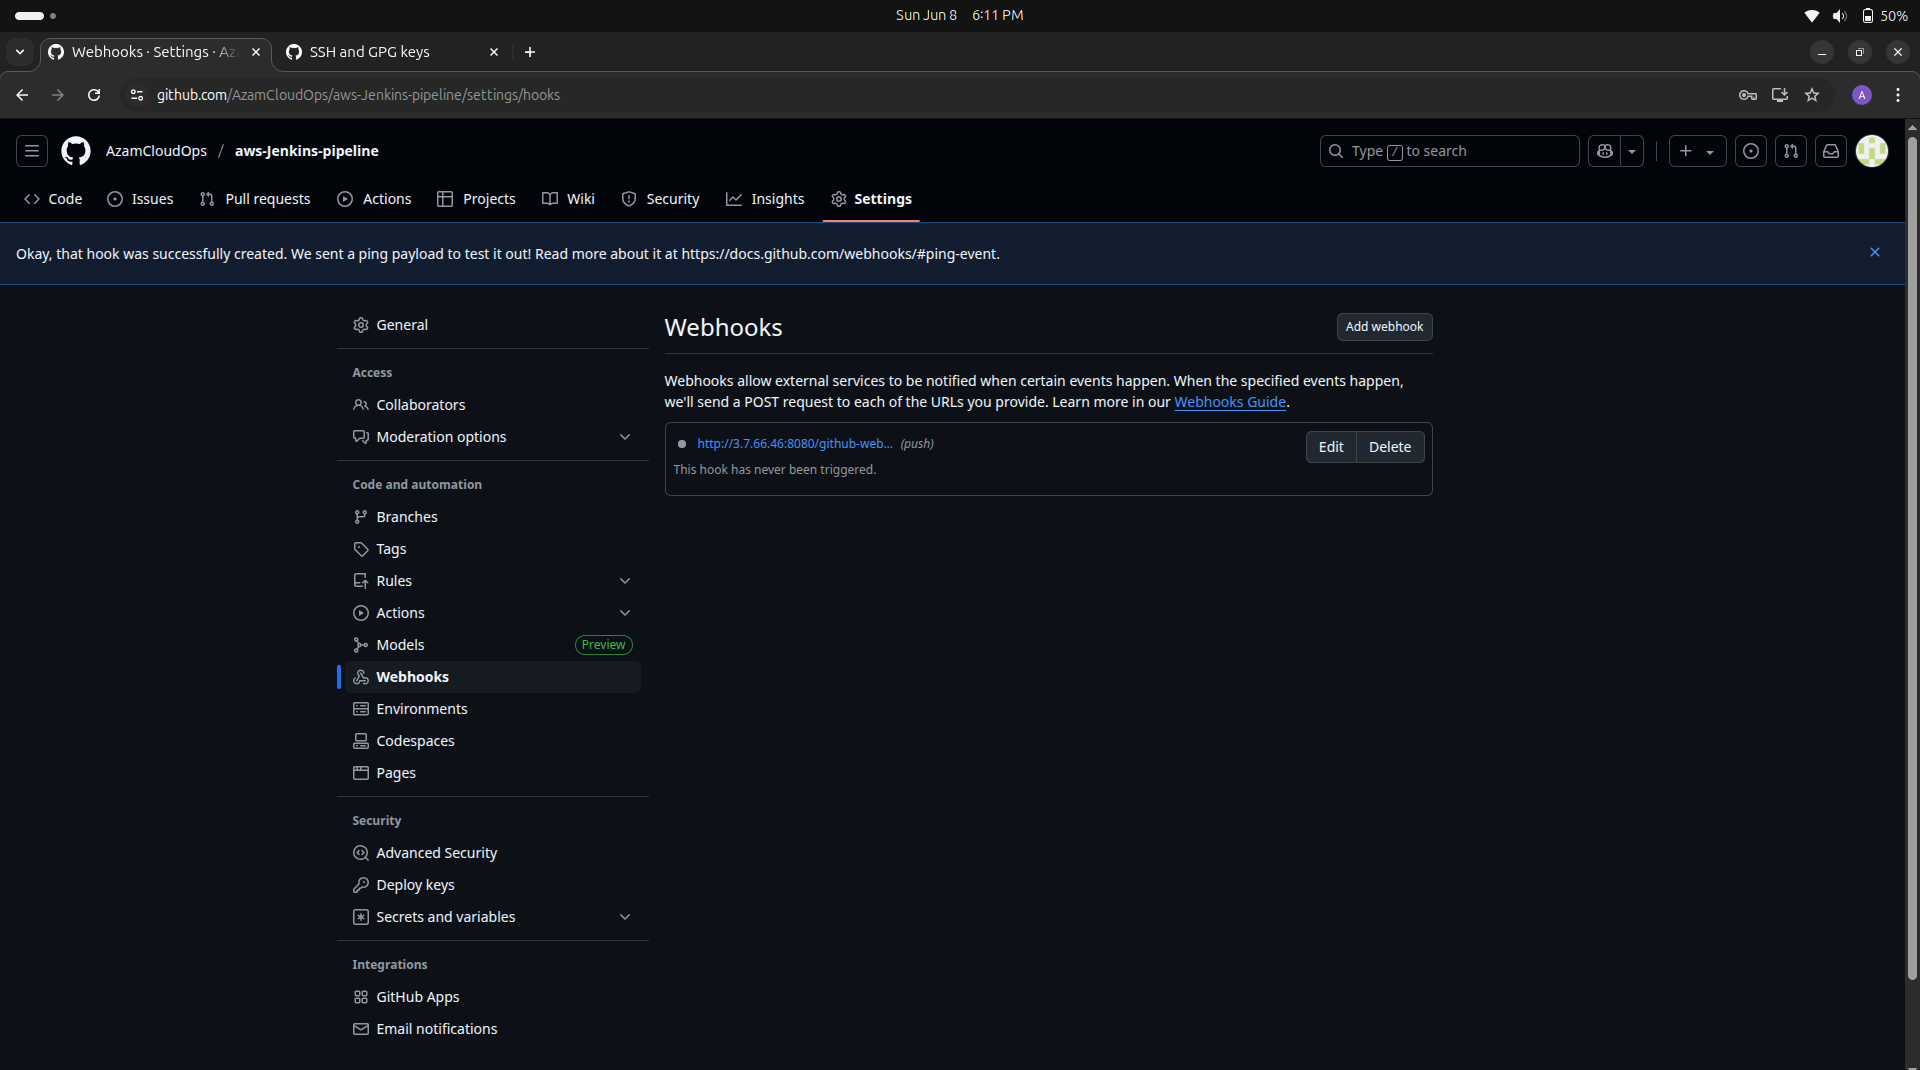 Sun Jun 8 6:11 PM
50%
Webhooks · Settings · Az
SSH and GPG keys
github.com/AzamCloudOps/aws-Jenkins-pipeline/settings/hooks
A
AzamCloudOps / aws-Jenkins-pipeline
Type / to search
Code
Issues
Pull requests
Actions
Projects
Wiki
Security
Insights
Settings
Okay, that hook was successfully created. We sent a ping payload to test it out! Read more about it at https://docs.github.com/webhooks/#ping-event.
General
Access
Collaborators
Moderation options
Code and automation
Branches
Tags
Rules
Actions
Models
Preview
Webhooks
Environments
Codespaces
Pages
Security
Advanced Security
Deploy keys
Secrets and variables
Integrations
GitHub Apps
Email notifications
Webhooks
Add webhook
Webhooks allow external services to be notified when certain events happen. When the specified events happen,
we'll send a POST request to each of the URLs you provide. Learn more in our Webhooks Guide.
http://3.7.66.46:8080/github-web... (push)
Edit
Delete
This hook has never been triggered.